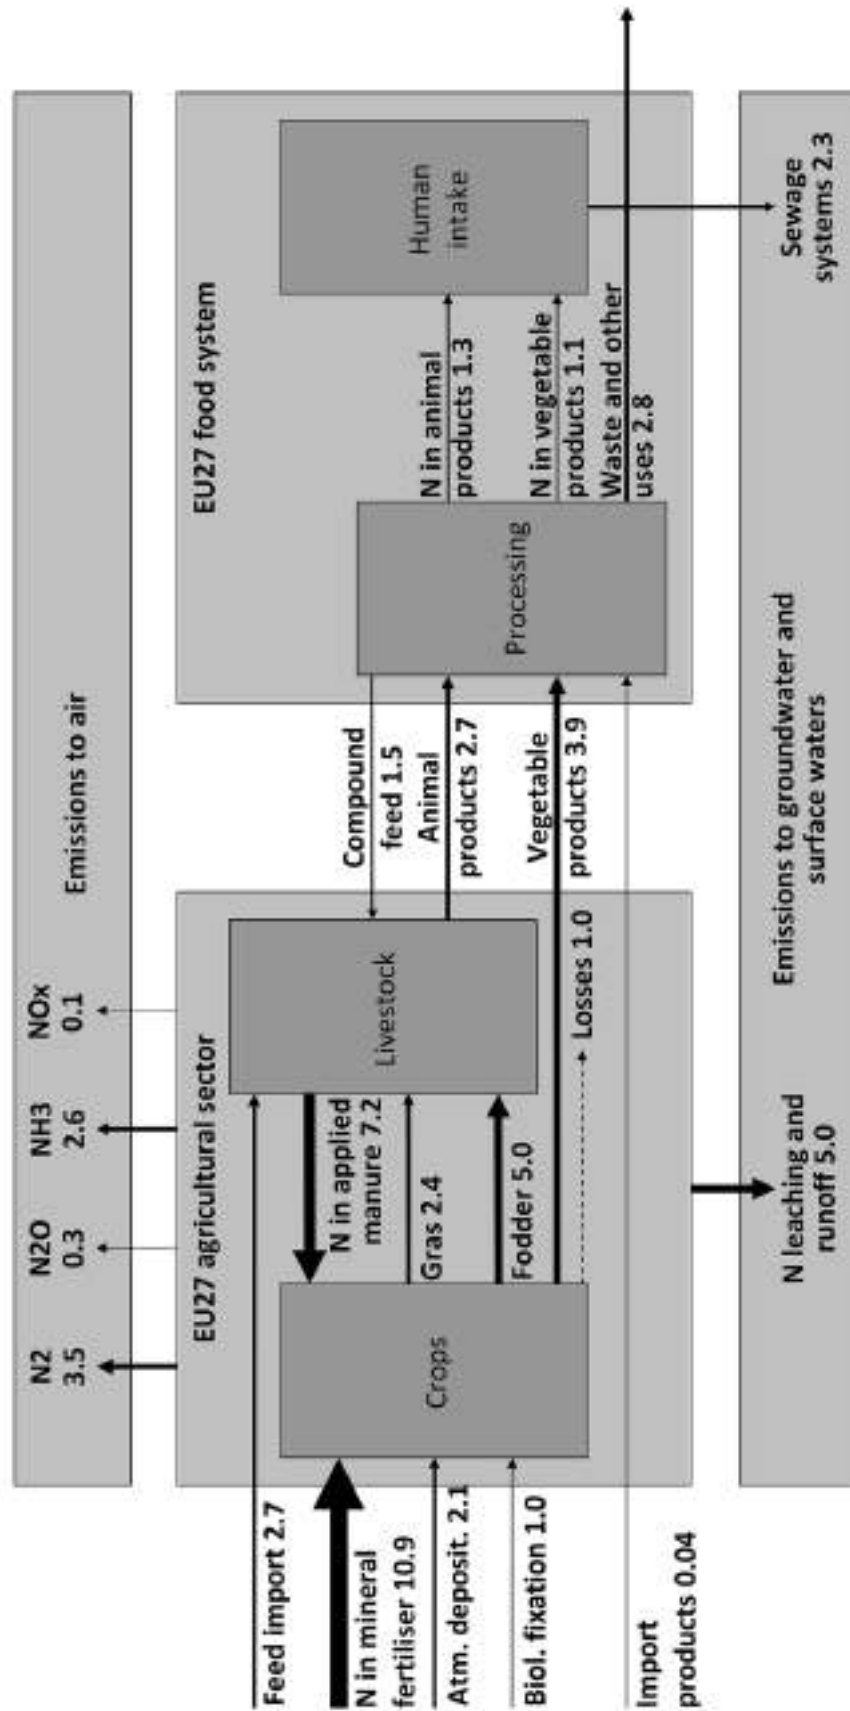 Emissions to air
N2
3.5
N2O
0.3
NH3
2.6
NOx
0.1
EU27 agricultural sector
EU27 food system
Feed import 2.7
N in mineral
fertiliser 10.9
Atm. deposit. 2.1
Biol. fixation 1.0
Import
products 0.04
Crops
N in applied
manure 7.2
Gras 2.4
Fodder 5.0
Livestock
Losses 1.0
Compound
feed 1.5
Animal
products 2.7
Vegetable
products 3.9
Processing
N in animal
products 1.3
N in vegetable
products 1.1
Waste and other
uses 2.8
Human
intake
N leaching and
runoff 5.0
Emissions to groundwater and
surface waters
Sewage
systems 2.3